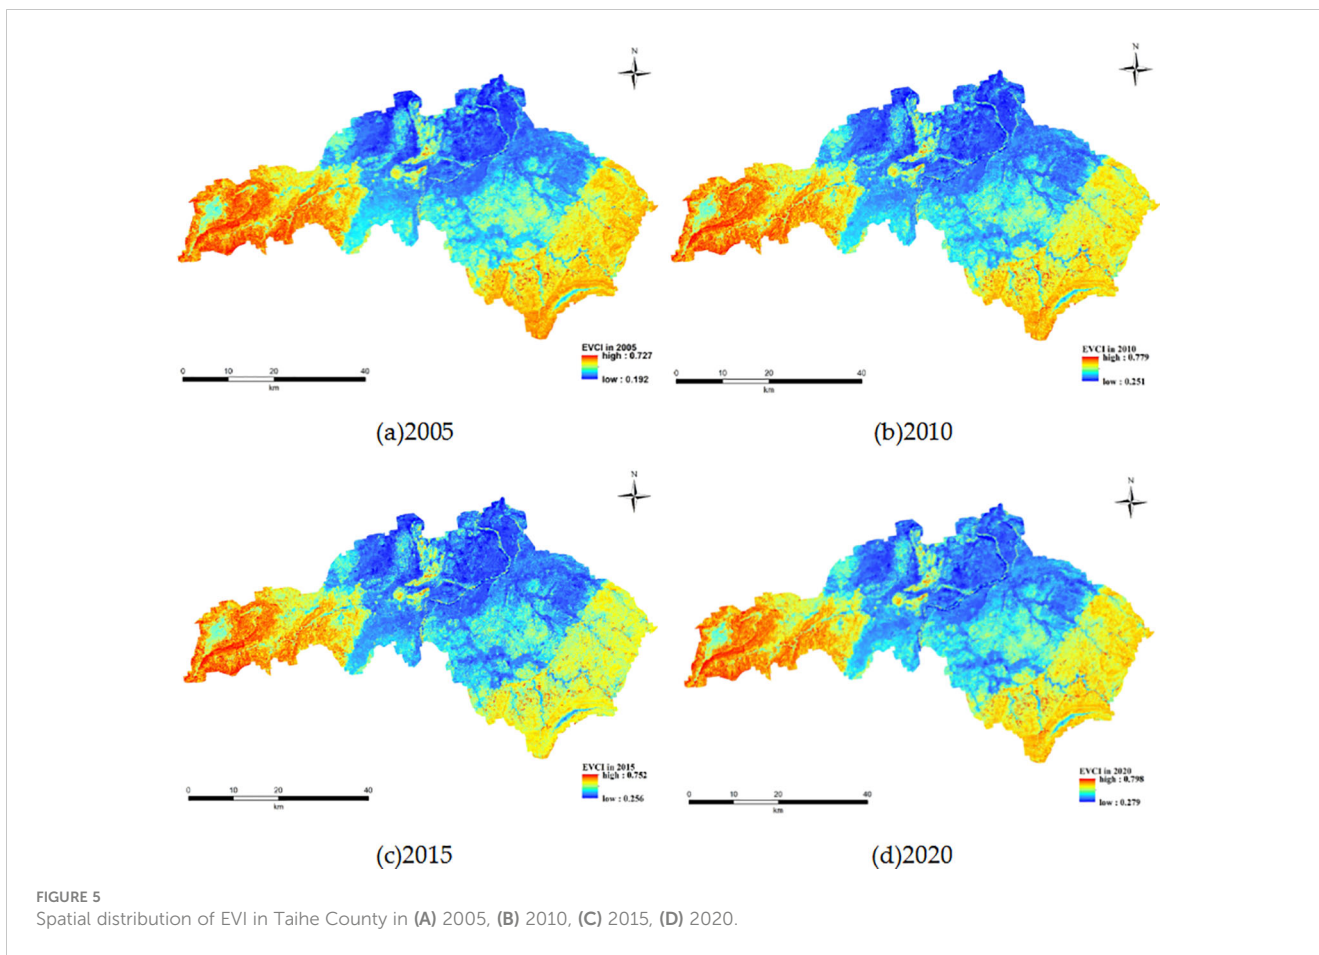 N
N
EVCI in 2005
high : 0.727
low : 0.192
0 10 20 40
km
EVCI in 2010
high : 0.779
low : 0.251
0 10 20 40
km
(a)2005
(b)2010
N
N
EVCI in 2015
high : 0.752
low : 0.256
0 10 20 40
km
EVCI in 2020
high : 0.798
low : 0.279
0 10 20 40
km
(c)2015
(d)2020
FIGURE 5
Spatial distribution of EVI in Taihe County in (A) 2005, (B) 2010, (C) 2015, (D) 2020.